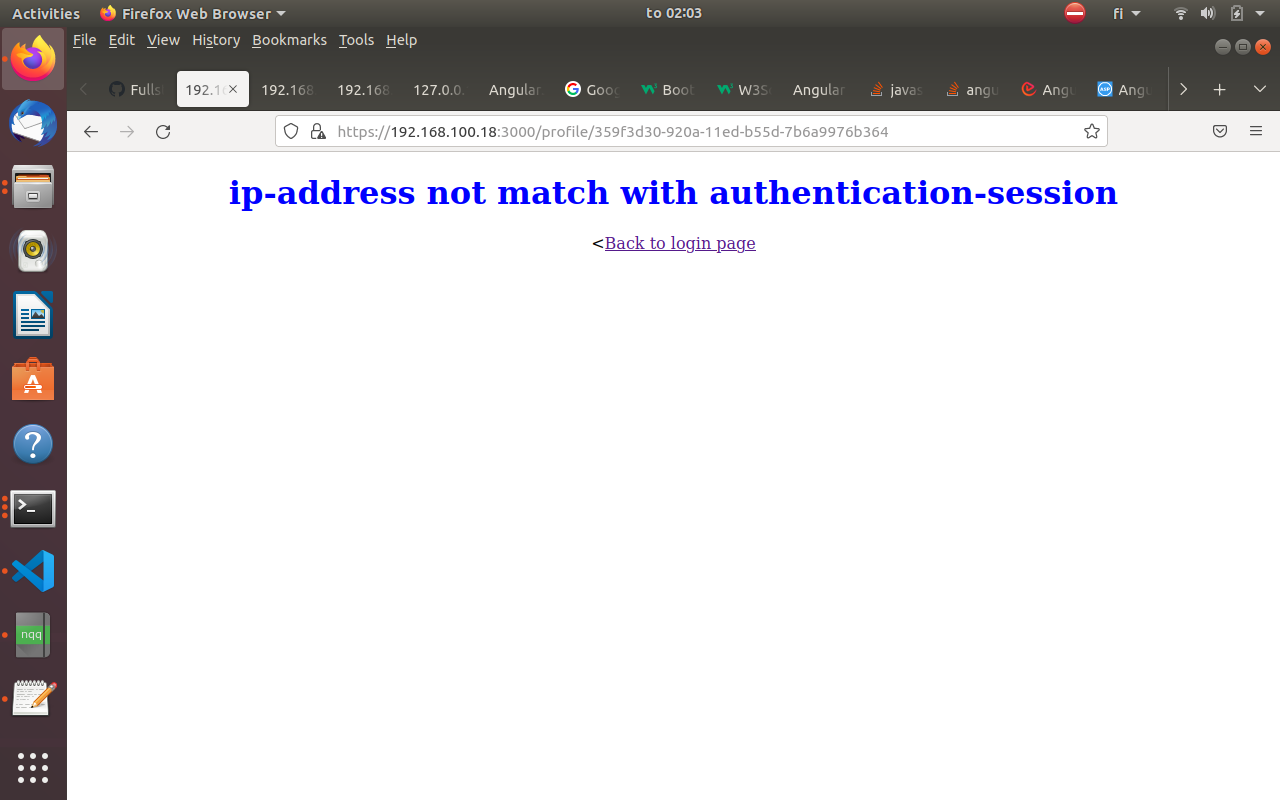 Activities Firefox Web Browser to 02:03 fi
File Edit View History Bookmarks Tools Help
Fulls 192.1 192.168 192.168 127.0.0. Angular Goog Boot W3S Angular javas angu Angu Angu
https://192.168.100.18:3000/profile/359f3d30-920a-11ed-b55d-7b6a9976b364
ip-address not match with authentication-session
<Back to login page
nqq